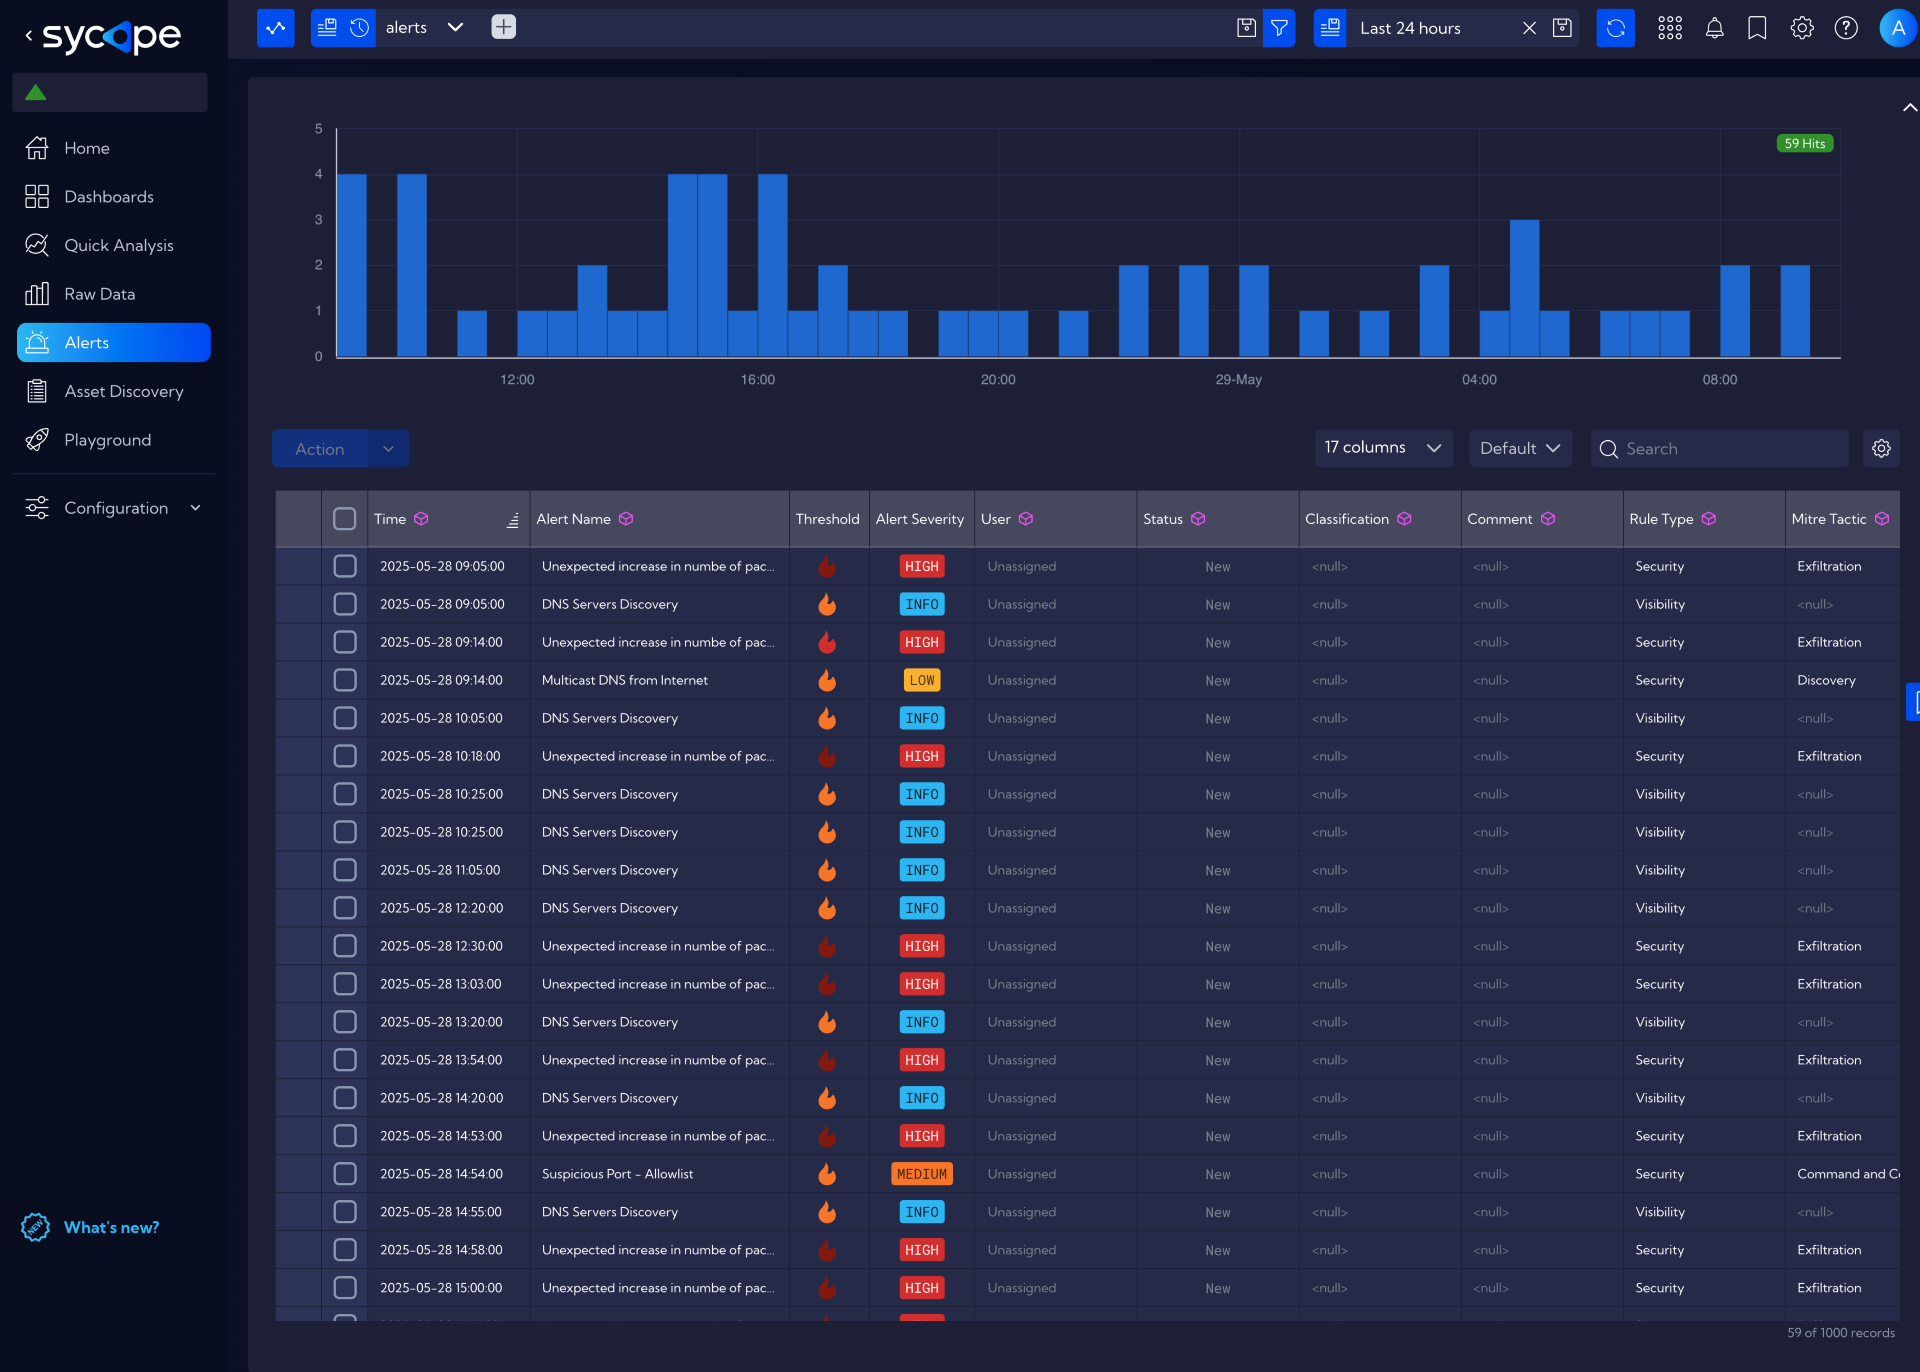 sycope
alerts
Last 24 hours
A
Home
Dashboards
Quick Analysis
Raw Data
Alerts
Asset Discovery
Playground
Configuration
NEW What's new?
5
4
3
2
1
0
59 Hits
12:00 16:00 20:00 29-May 04:00 08:00
Action
17 columns Default Search
Time Alert Name Threshold Alert Severity User Status Classification Comment Rule Type Mitre Tactic
2025-05-28 09:05:00 Unexpected increase in numbe of pac... HIGH Unassigned New <null> <null> Security Exfiltration
2025-05-28 09:05:00 DNS Servers Discovery INFO Unassigned New <null> <null> Visibility <null>
2025-05-28 09:14:00 Unexpected increase in numbe of pac... HIGH Unassigned New <null> <null> Security Exfiltration
2025-05-28 09:14:00 Multicast DNS from Internet LOW Unassigned New <null> <null> Security Discovery
2025-05-28 10:05:00 DNS Servers Discovery INFO Unassigned New <null> <null> Visibility <null>
2025-05-28 10:18:00 Unexpected increase in numbe of pac... HIGH Unassigned New <null> <null> Security Exfiltration
2025-05-28 10:25:00 DNS Servers Discovery INFO Unassigned New <null> <null> Visibility <null>
2025-05-28 10:25:00 DNS Servers Discovery INFO Unassigned New <null> <null> Visibility <null>
2025-05-28 11:05:00 DNS Servers Discovery INFO Unassigned New <null> <null> Visibility <null>
2025-05-28 12:20:00 DNS Servers Discovery INFO Unassigned New <null> <null> Visibility <null>
2025-05-28 12:30:00 Unexpected increase in numbe of pac... HIGH Unassigned New <null> <null> Security Exfiltration
2025-05-28 13:03:00 Unexpected increase in numbe of pac... HIGH Unassigned New <null> <null> Security Exfiltration
2025-05-28 13:20:00 DNS Servers Discovery INFO Unassigned New <null> <null> Visibility <null>
2025-05-28 13:54:00 Unexpected increase in numbe of pac... HIGH Unassigned New <null> <null> Security Exfiltration
2025-05-28 14:20:00 DNS Servers Discovery INFO Unassigned New <null> <null> Visibility <null>
2025-05-28 14:53:00 Unexpected increase in numbe of pac... HIGH Unassigned New <null> <null> Security Exfiltration
2025-05-28 14:54:00 Suspicious Port - Allowlist MEDIUM Unassigned New <null> <null> Security Command and C
2025-05-28 14:55:00 DNS Servers Discovery INFO Unassigned New <null> <null> Visibility <null>
2025-05-28 14:58:00 Unexpected increase in numbe of pac... HIGH Unassigned New <null> <null> Security Exfiltration
2025-05-28 15:00:00 Unexpected increase in numbe of pac... HIGH Unassigned New <null> <null> Security Exfiltration
59 of 1000 records